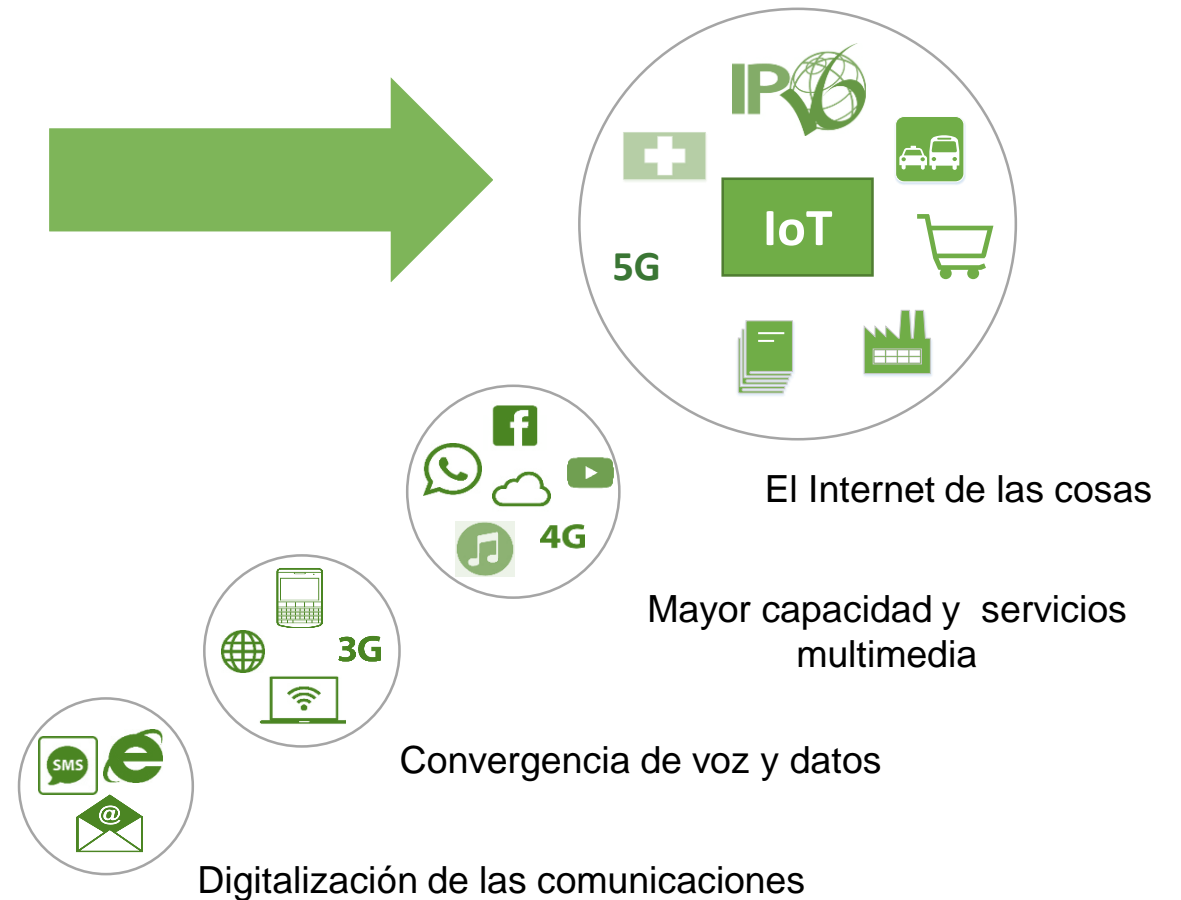 IPv6
IoT
5G
El Internet de las cosas
4G
Mayor capacidad y  servicios
multimedia
3G
Convergencia de voz y datos
SMS
@
Digitalización de las comunicaciones